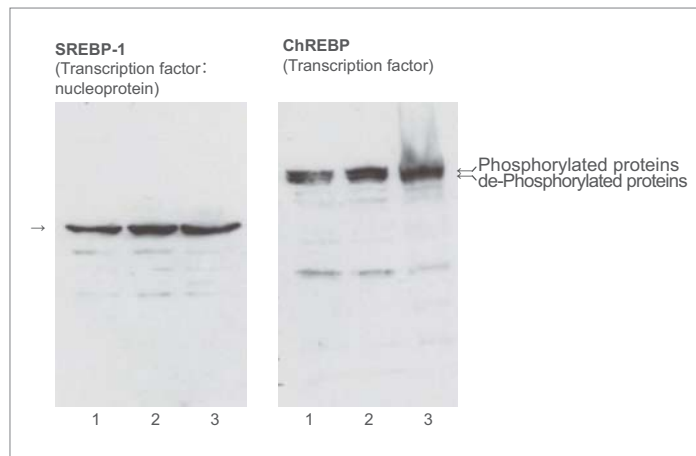 SREBP-1
(Transcription factor:
nucleoprotein)
ChREBP
(Transcription factor)
→
←Phosphorylated proteins
←de-Phosphorylated proteins
1 2 3
1 2 3